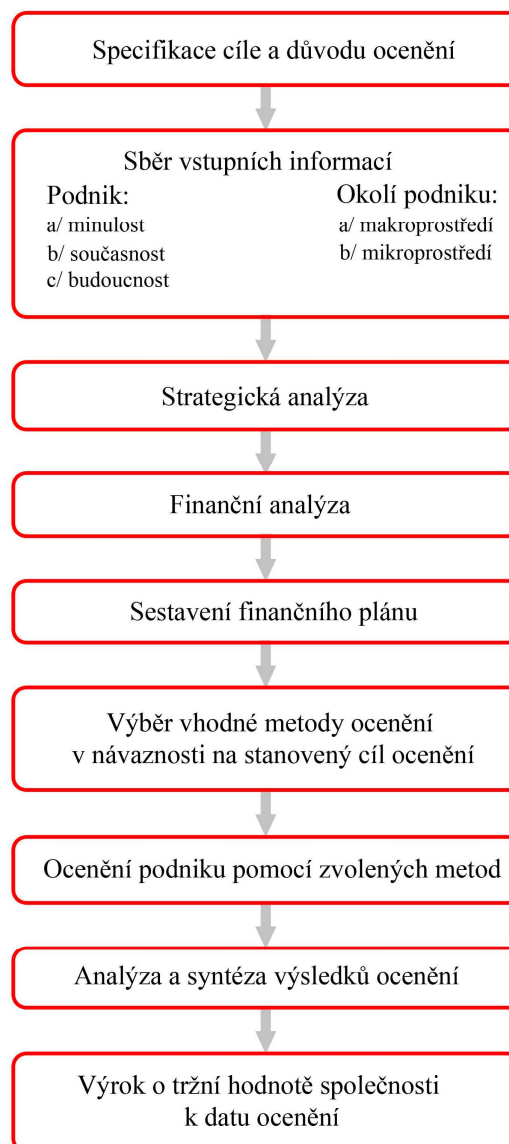 Specifikace cíle a důvodu ocenění
Sběr vstupních informací
Podnik:
a/ minulost
b/ současnost
c/ budoucnost
Okolí podniku:
a/ makroprostředí
b/ mikroprostředí
Strategická analýza
Finanční analýza
Sestavení finančního plánu
Výběr vhodné metody ocenění
v návaznosti na stanovený cíl ocenění
Ocenění podniku pomocí zvolených metod
Analýza a syntéza výsledků ocenění
Výrok o tržní hodnotě společnosti
k datu ocenění